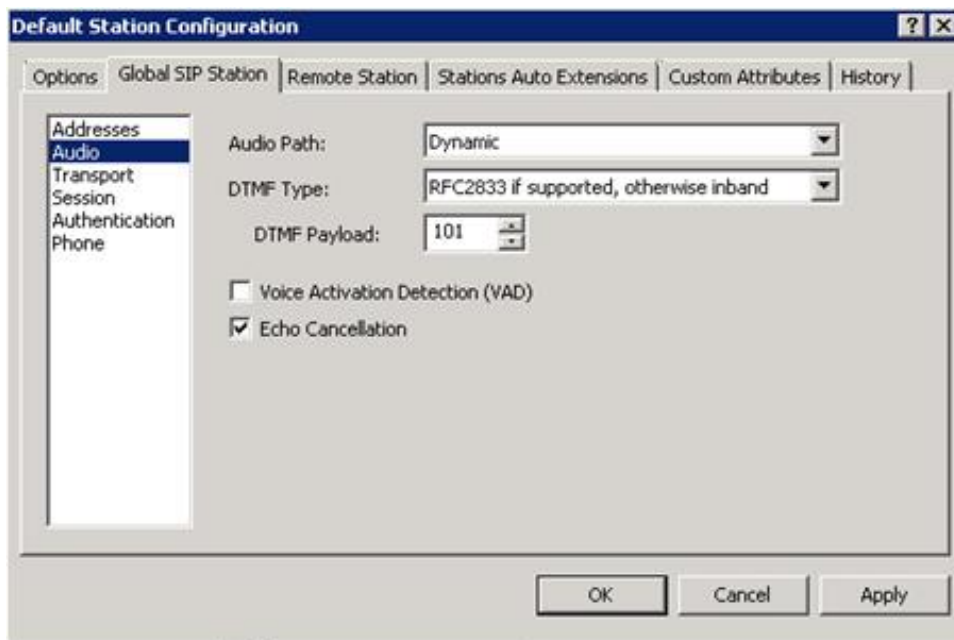 Default Station Configuration
Options
Global SIP Station
Remote Station
Stations Auto Extensions
Custom Attributes
History
Addresses
Audio
Transport
Session
Authentication
Phone
Audio Path:
Dynamic
DTMF Type:
RFC2833 if supported, otherwise inband
DTMF Payload:
101
Voice Activation Detection (VAD)
Echo Cancellation
OK
Cancel
Apply